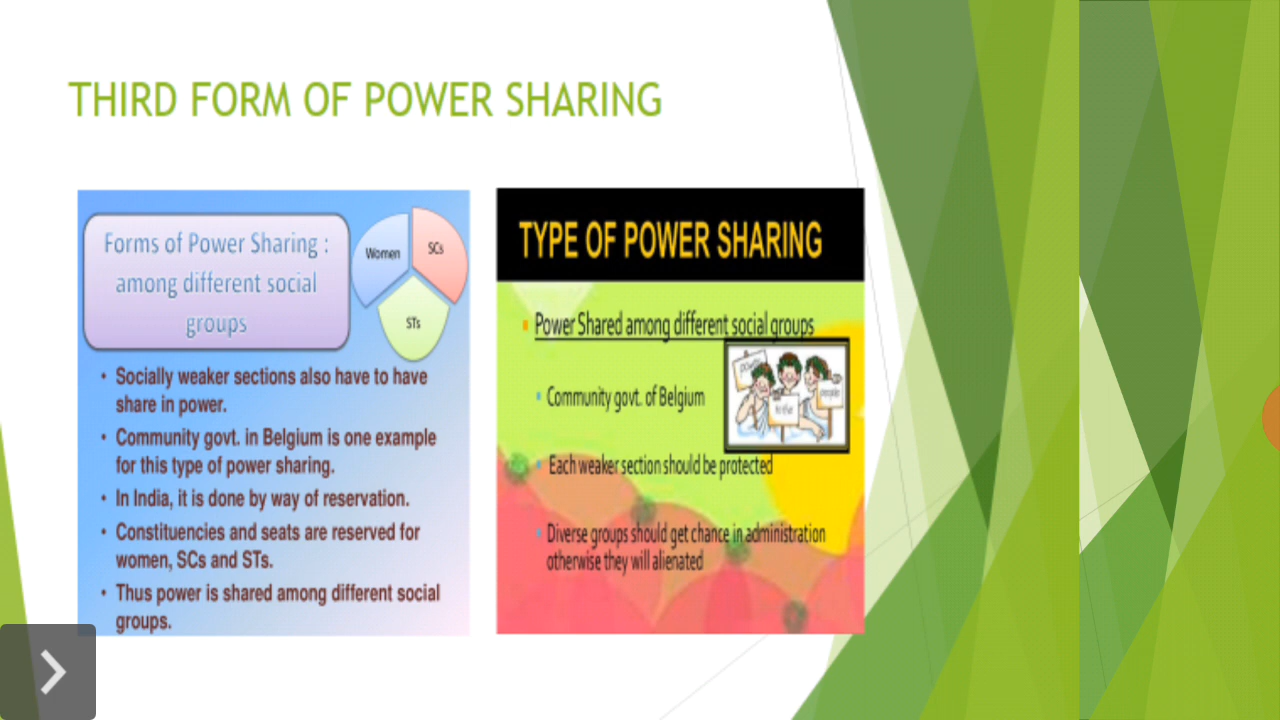 THIRD FORM OF POWER SHARING
Forms of Power Sharing :
among different social
groups
Women
SCs
STs
• Socially weaker sections also have to have
share in power.
• Community govt. in Belgium is one example
for this type of power sharing.
• In India, it is done by way of reservation.
• Constituencies and seats are reserved for
women, SCs and STs.
• Thus power is shared among different social
groups.
TYPE OF POWER SHARING
Power Shared among different social groups
Community govt. of Belgium
Each weaker section should be protected
Diverse groups should get chance in administration
otherwise they will alienated